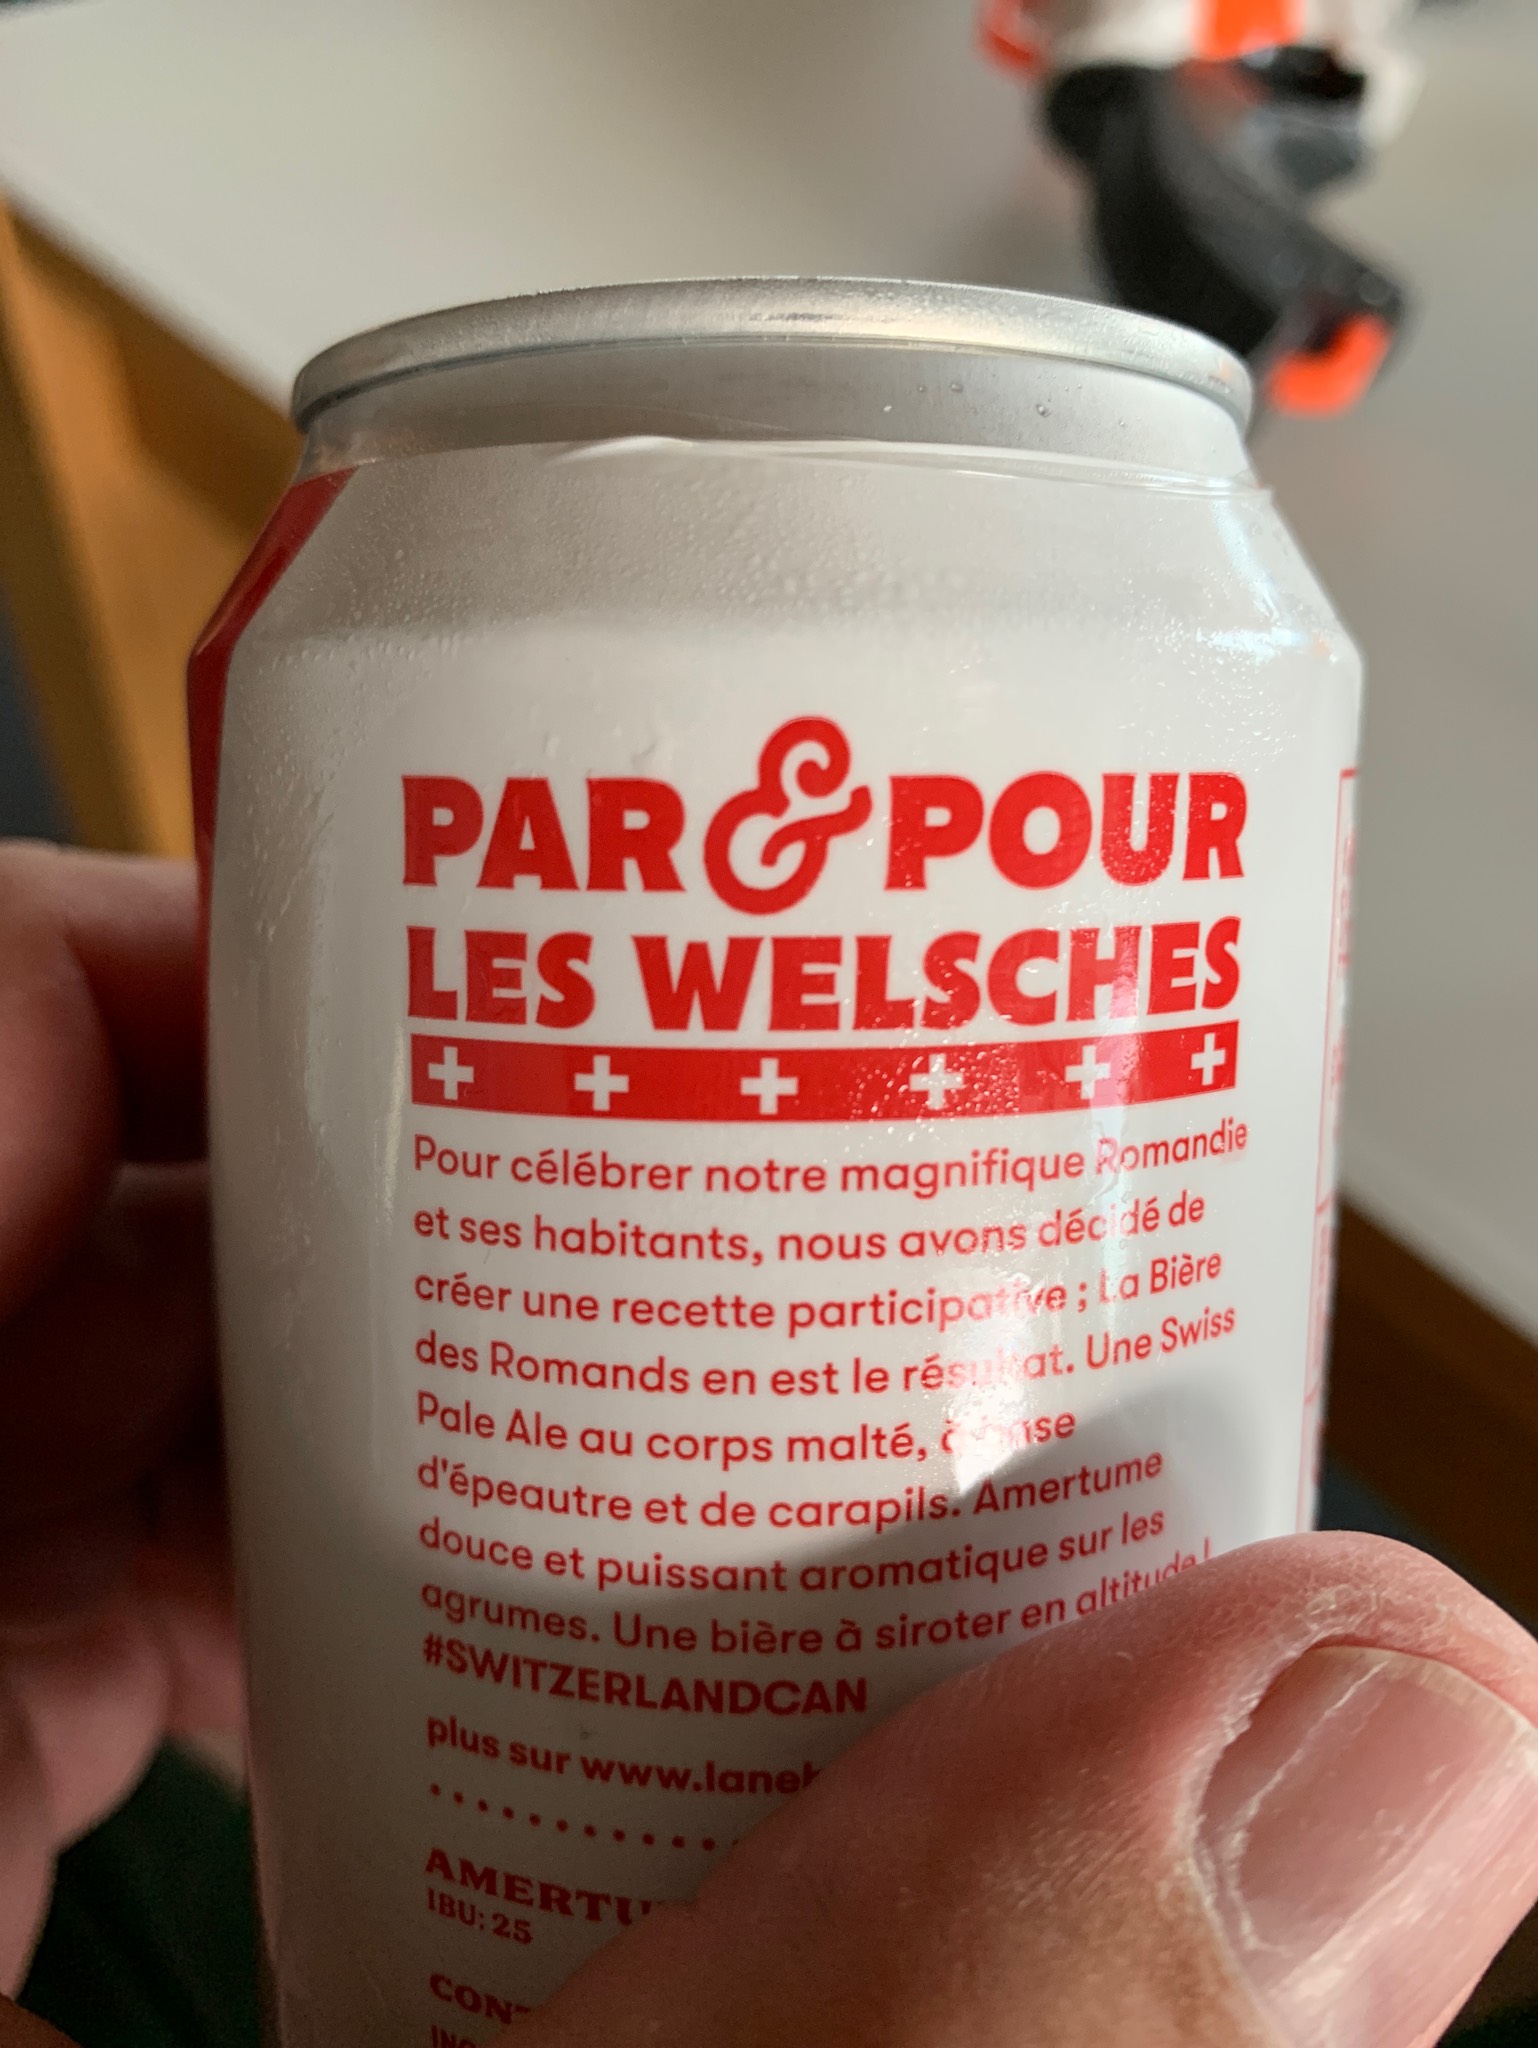 PAR & POUR
LES WELSCHES
Pour célébrer notre magnifique Romandie
et ses habitants, nous avons décidé de
créer une recette participative ; La Bière
des Romands en est le résultat. Une Swiss
Pale Ale au corps malté, à base
d'épeautre et de carapils. Amertume
douce et puissant aromatique sur les
agrumes. Une bière à siroter en altitude !
#SWITZERLANDCAN
plus sur
IBU: 25